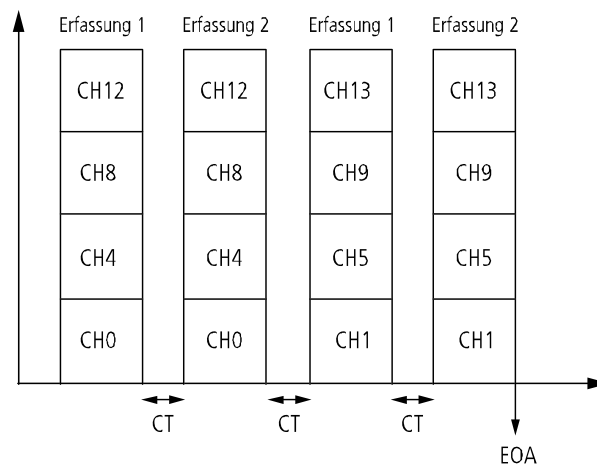 Erfassung 1 Erfassung 2 Erfassung 1 Erfassung 2
CH12 CH12 CH13 CH13
CH8 CH8 CH9 CH9
CH4 CH4 CH5 CH5
CH0 CH0 CH1 CH1
CT CT CT
EOA